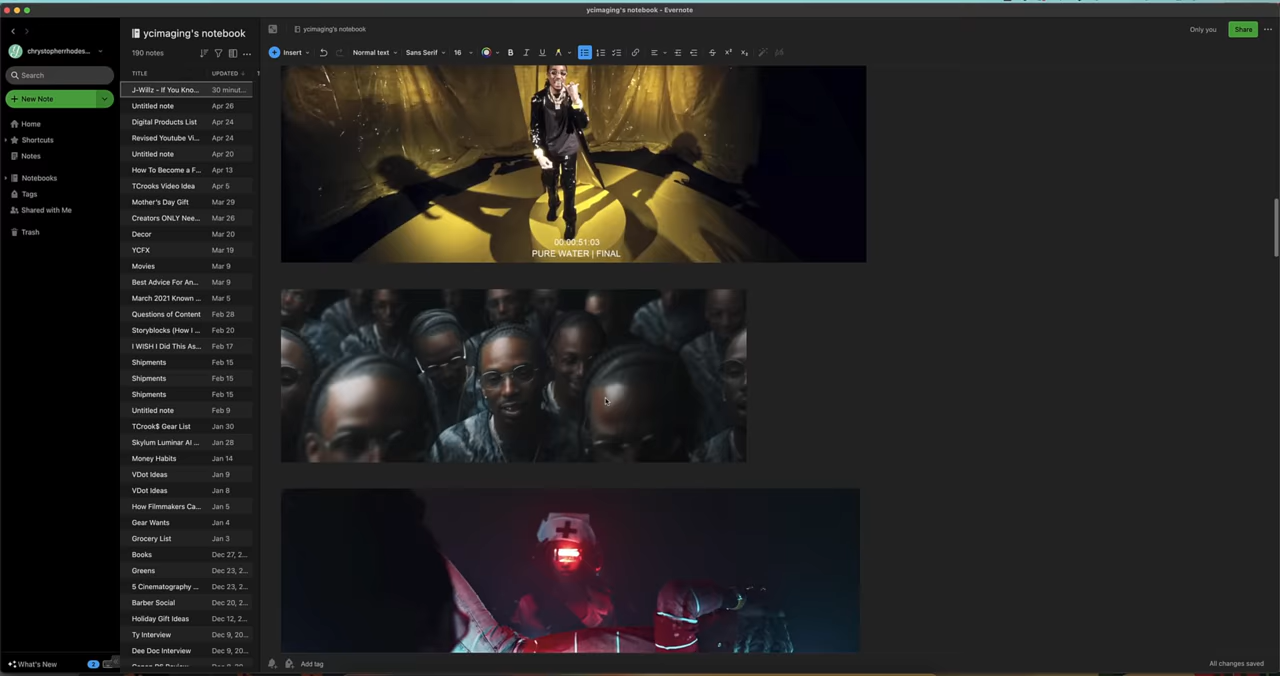 ycimaging's notebook - Evernote
chrystopherrhodes...
Search
New Note
Home
Shortcuts
Notes
Notebooks
Tags
Shared with Me
Trash
What's New
2
ycimaging's notebook
190 notes
TITLE UPDATED
J-Willz - If You Kno... 30 minut...
Untitled note Apr 26
Digital Products List Apr 24
Revised Youtube Vi... Apr 24
Untitled note Apr 20
How To Become a F... Apr 13
TCrooks Video Idea Apr 5
Mother's Day Gift Mar 29
Creators ONLY Nee... Mar 26
Decor Mar 20
YCFX Mar 19
Movies Mar 9
Best Advice For An... Mar 9
March 2021 Known ... Mar 5
Questions of Content Feb 28
Storyblocks (How I ... Feb 20
I WISH I Did This As... Feb 17
Shipments Feb 15
Shipments Feb 15
Shipments Feb 15
Untitled note Feb 9
TCrook$ Gear List Jan 30
Skylum Luminar AI ... Jan 28
Money Habits Jan 14
VDot Ideas Jan 9
VDot Ideas Jan 8
How Filmmakers Ca... Jan 5
Gear Wants Jan 4
Grocery List Jan 3
Books Dec 27, 2...
Greens Dec 23, 2...
5 Cinematography ... Dec 23, 2...
Barber Social Dec 20, 2...
Holiday Gift Ideas Dec 12, 2...
Ty Interview Dec 9, 20...
Dee Doc Interview Dec 9, 20...
ycimaging's notebook
Only you
Share
Insert
Normal text
Sans Serif
16
00:00:51:03
PURE WATER | FINAL
Add tag
All changes saved